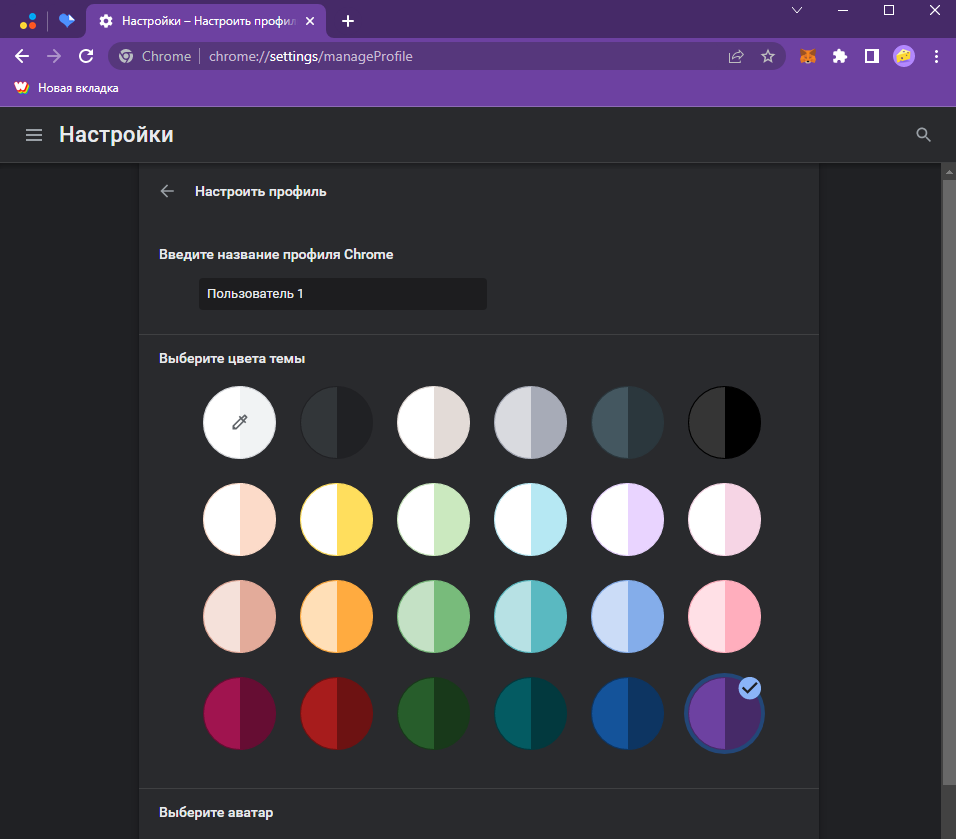 Настройки – Настроить профил
Chrome
chrome://settings/manageProfile
Новая вкладка
Настройки
Настроить профиль
Введите название профиля Chrome
Пользователь 1
Выберите цвета темы
Выберите аватар